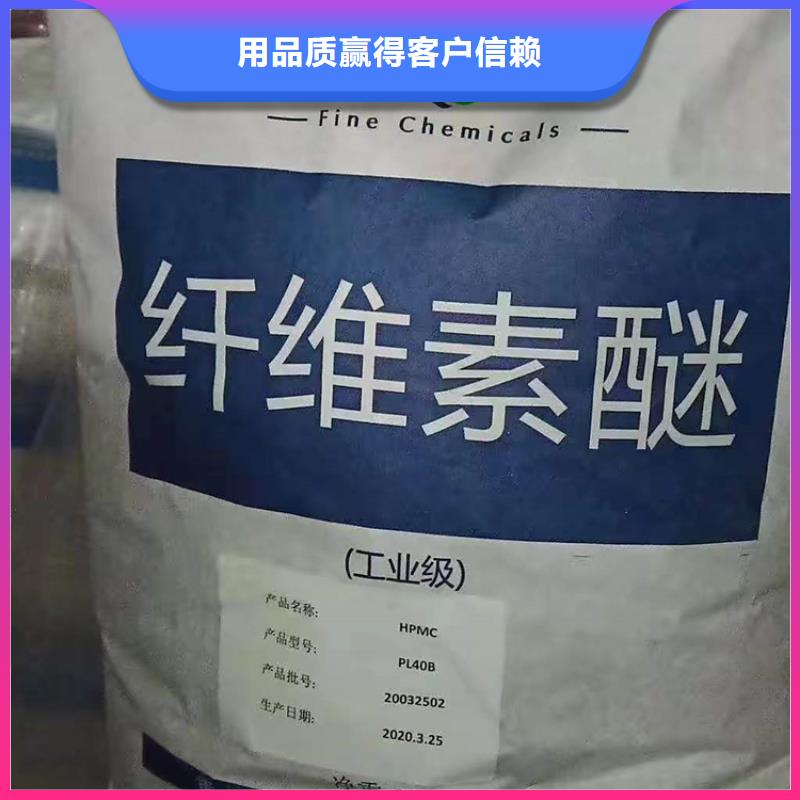 用品质赢得客户信赖
Fine Chemicals
纤维素醚
(工业级)
产品名称: HPMC
产品型号: PL40B
产品批号: 20032502
生产日期: 2020.3.25